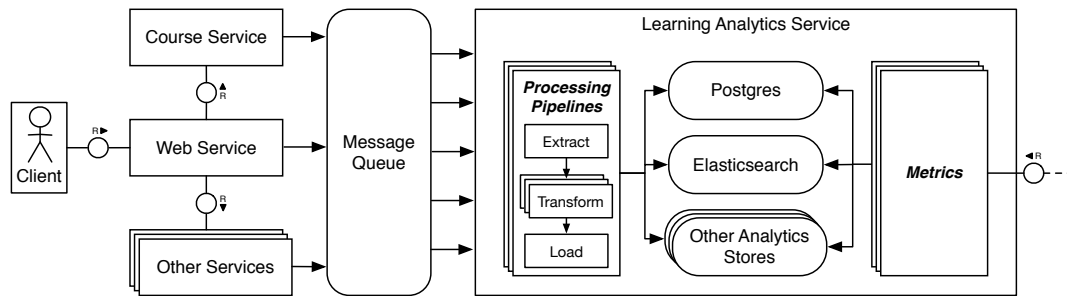 Client
R▶
Course Service
R
Web Service
R
Other Services
Message
Queue
Learning Analytics Service
Processing
Pipelines
Extract
Transform
Load
Postgres
Elasticsearch
Other Analytics
Stores
Metrics
◀R